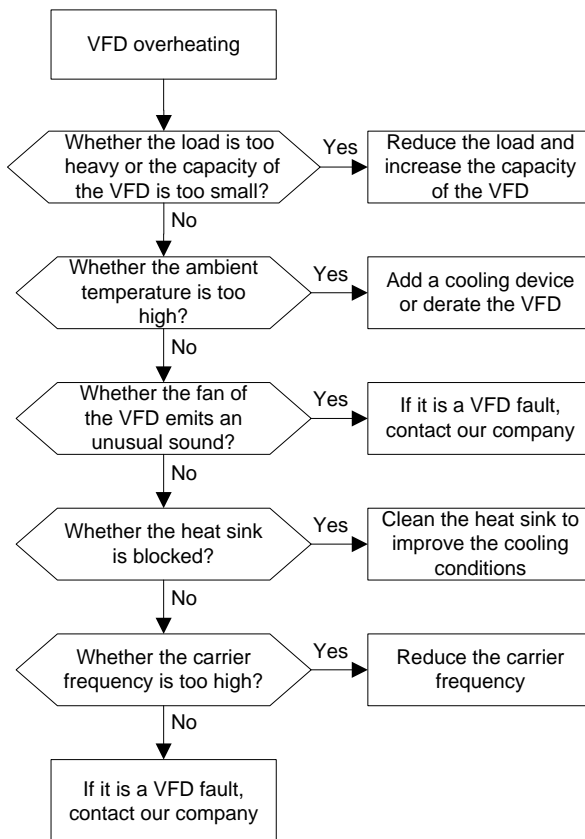 VFD overheating
Whether the load is too
heavy or the capacity of
the VFD is too small?
Yes
Reduce the load and
increase the capacity
of the VFD
No
Whether the ambient
temperature is too
high?
Yes
Add a cooling device
or derate the VFD
No
Whether the fan of
the VFD emits an
unusual sound?
Yes
If it is a VFD fault,
contact our company
No
Whether the heat sink
is blocked?
Yes
Clean the heat sink to
improve the cooling
conditions
No
Whether the carrier
frequency is too high?
Yes
Reduce the carrier
frequency
No
If it is a VFD fault,
contact our company